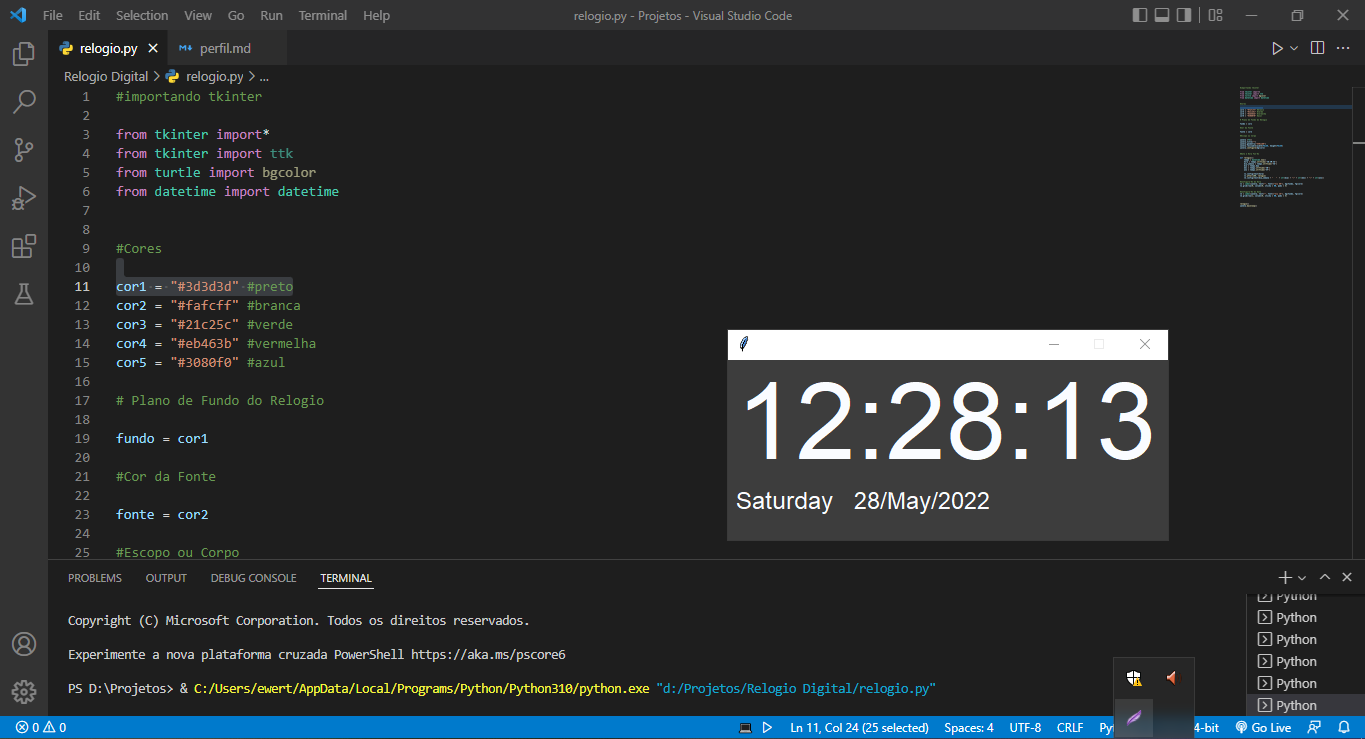 File Edit Selection View Go Run Terminal Help relogio.py - Projetos - Visual Studio Code
relogio.py perfil.md
Relogio Digital > relogio.py > ...
1 #importando tkinter
2
3 from tkinter import*
4 from tkinter import ttk
5 from turtle import bgcolor
6 from datetime import datetime
7
8
9 #Cores
10
11 cor1 = "#3d3d3d" #preto
12 cor2 = "#fafcff" #branca
13 cor3 = "#21c25c" #verde
14 cor4 = "#eb463b" #vermelha
15 cor5 = "#3080f0" #azul
16
17 # Plano de Fundo do Relogio
18
19 fundo = cor1
20
21 #Cor da Fonte
22
23 fonte = cor2
24
25 #Escopo ou Corpo
12:28:13
Saturday 28/May/2022
PROBLEMS OUTPUT DEBUG CONSOLE TERMINAL
Copyright (C) Microsoft Corporation. Todos os direitos reservados.
Experimente a nova plataforma cruzada PowerShell https://aka.ms/pscore6
PS D:\Projetos> & C:/Users/ewert/AppData/Local/Programs/Python/Python310/python.exe "d:/Projetos/Relogio Digital/relogio.py"
Python
Python
Python
Python
Python
Python
0 0 Ln 11, Col 24 (25 selected) Spaces: 4 UTF-8 CRLF Py 4-bit Go Live